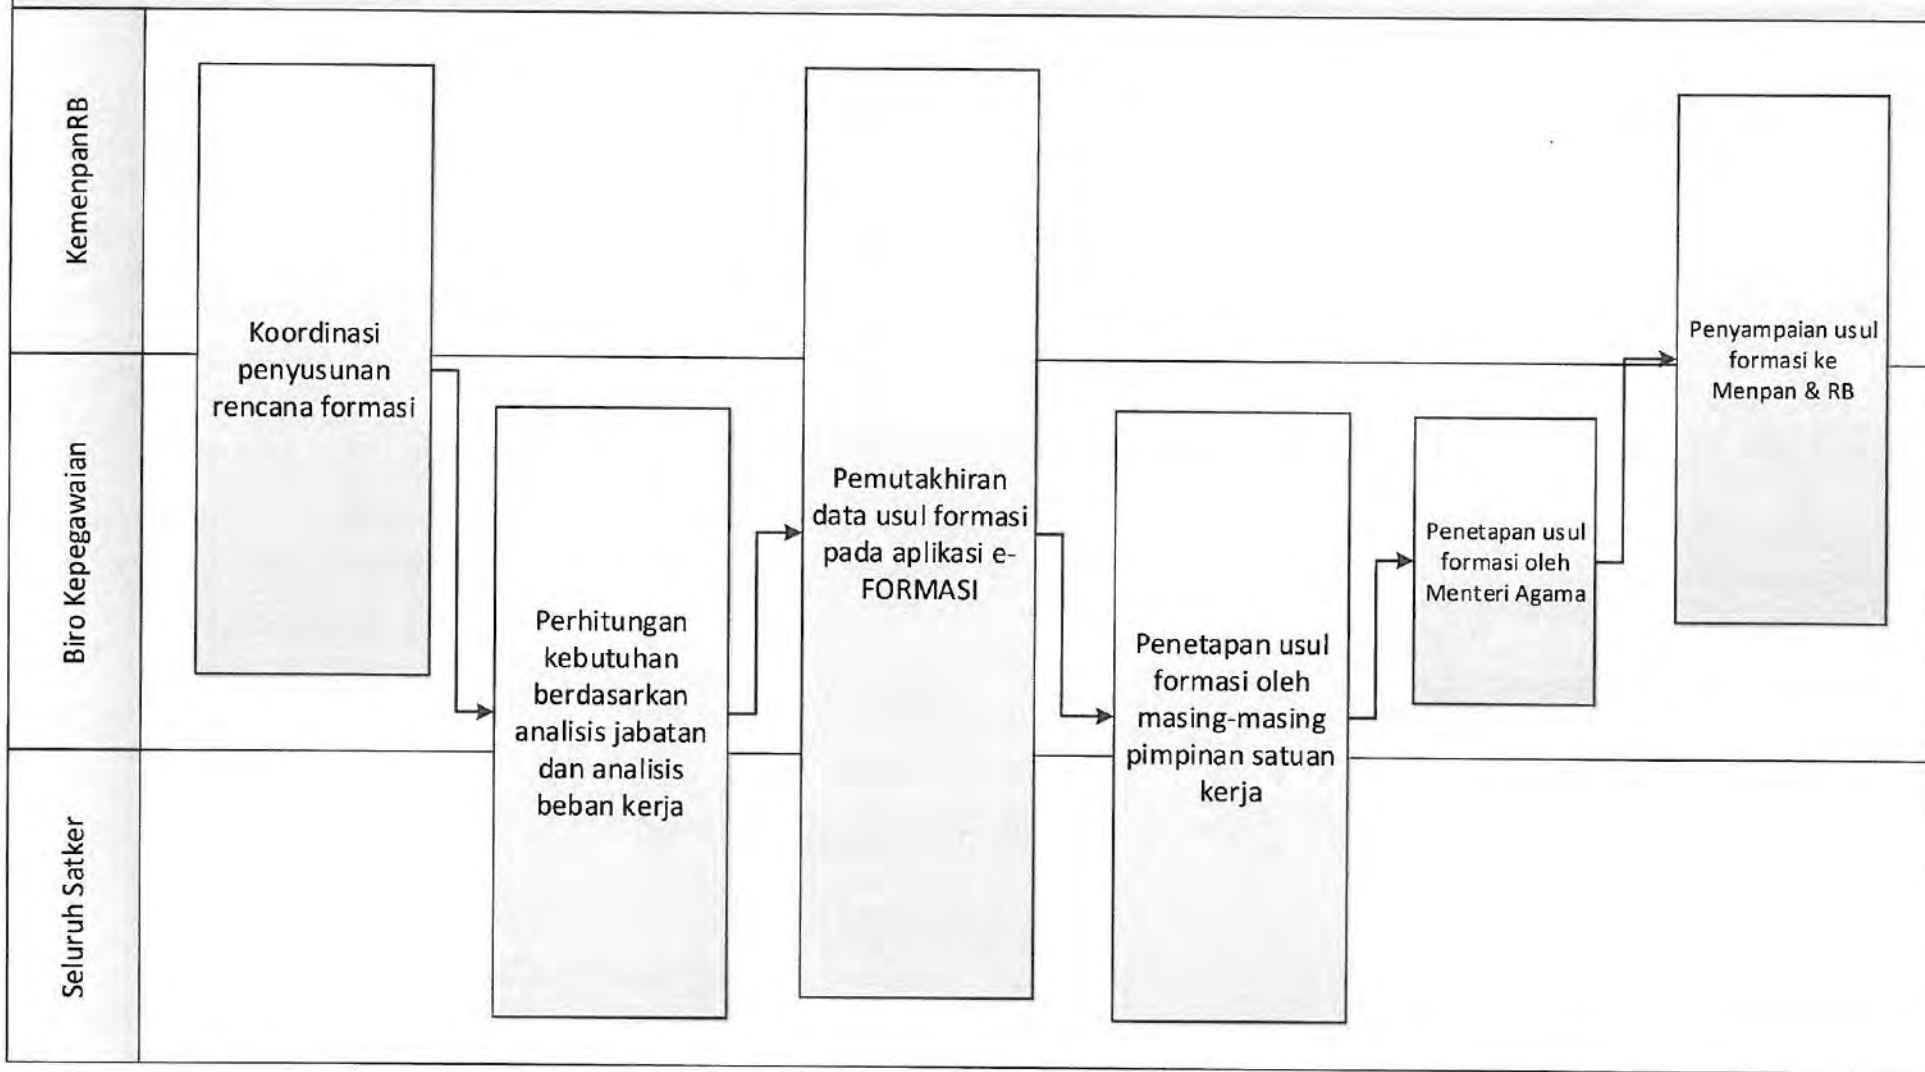 KemenpanRB
Biro Kepegawaian
Seluruh Satker
Koordinasi
penyusunan
rencana formasi
Perhitungan
kebutuhan
berdasarkan
analisis jabatan
dan analisis
beban kerja
Pemutakhiran
data usul formasi
pada aplikasi e-
FORMASI
Penetapan usul
formasi oleh
masing-masing
pimpinan satuan
kerja
Penetapan usul
formasi oleh
Menteri Agama
Penyampaian usul
formasi ke
Menpan & RB